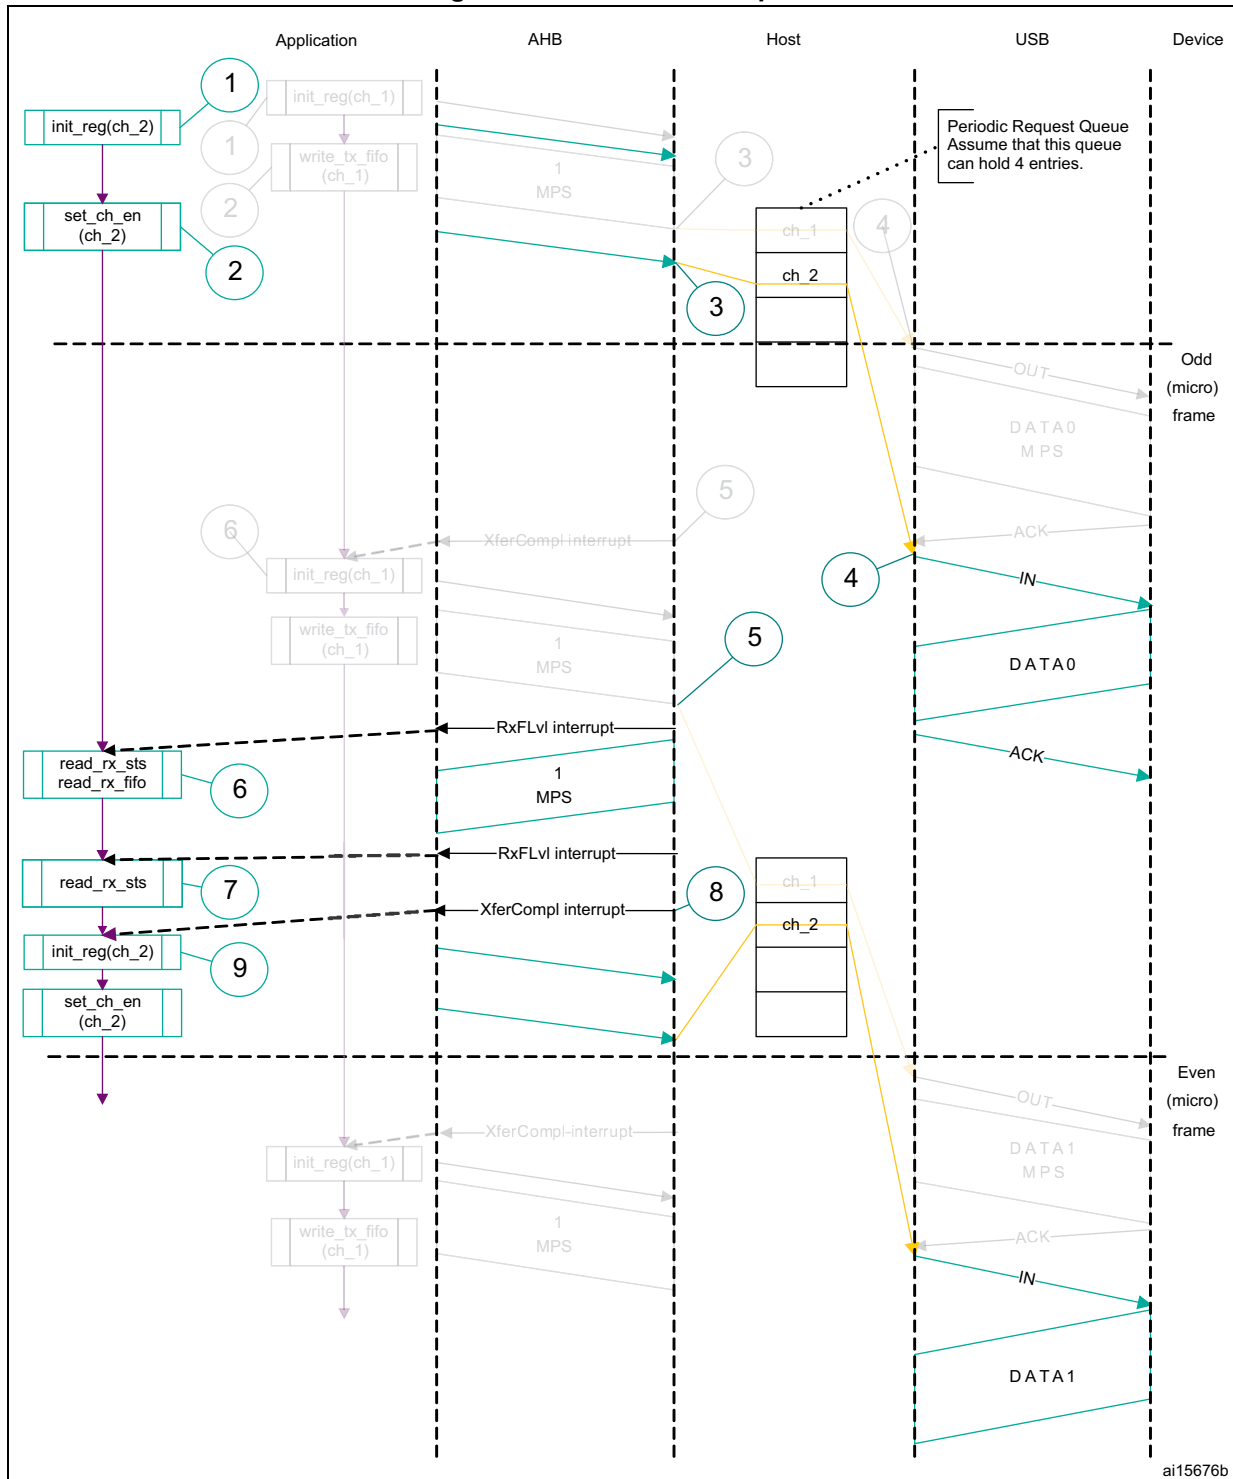 Application
AHB
Host
USB
Device
1
init_reg(ch_1)
init_reg(ch_2)
1
Periodic Request Queue
Assume that this queue
can hold 4 entries.
write_tx_fifo
(ch_1)
1
MPS
3
2
set_ch_en
(ch_2)
ch_1
4
2
ch_2
3
Odd
(micro)
frame
OUT
DATA0
MPS
5
6
XferCompl interrupt
ACK
init_reg(ch_1)
4
IN
write_tx_fifo
(ch_1)
1
MPS
5
DATA0
RxFLvl interrupt
ACK
read_rx_sts
read_rx_fifo
6
1
MPS
RxFLvl interrupt
read_rx_sts
7
ch_1
8
XferCompl interrupt
ch_2
init_reg(ch_2)
9
set_ch_en
(ch_2)
Even
(micro)
frame
OUT
XferCompl-interrupt
DATA1
MPS
init_reg(ch_1)
write_tx_fifo
(ch_1)
1
MPS
ACK
IN
DATA1
ai15676b